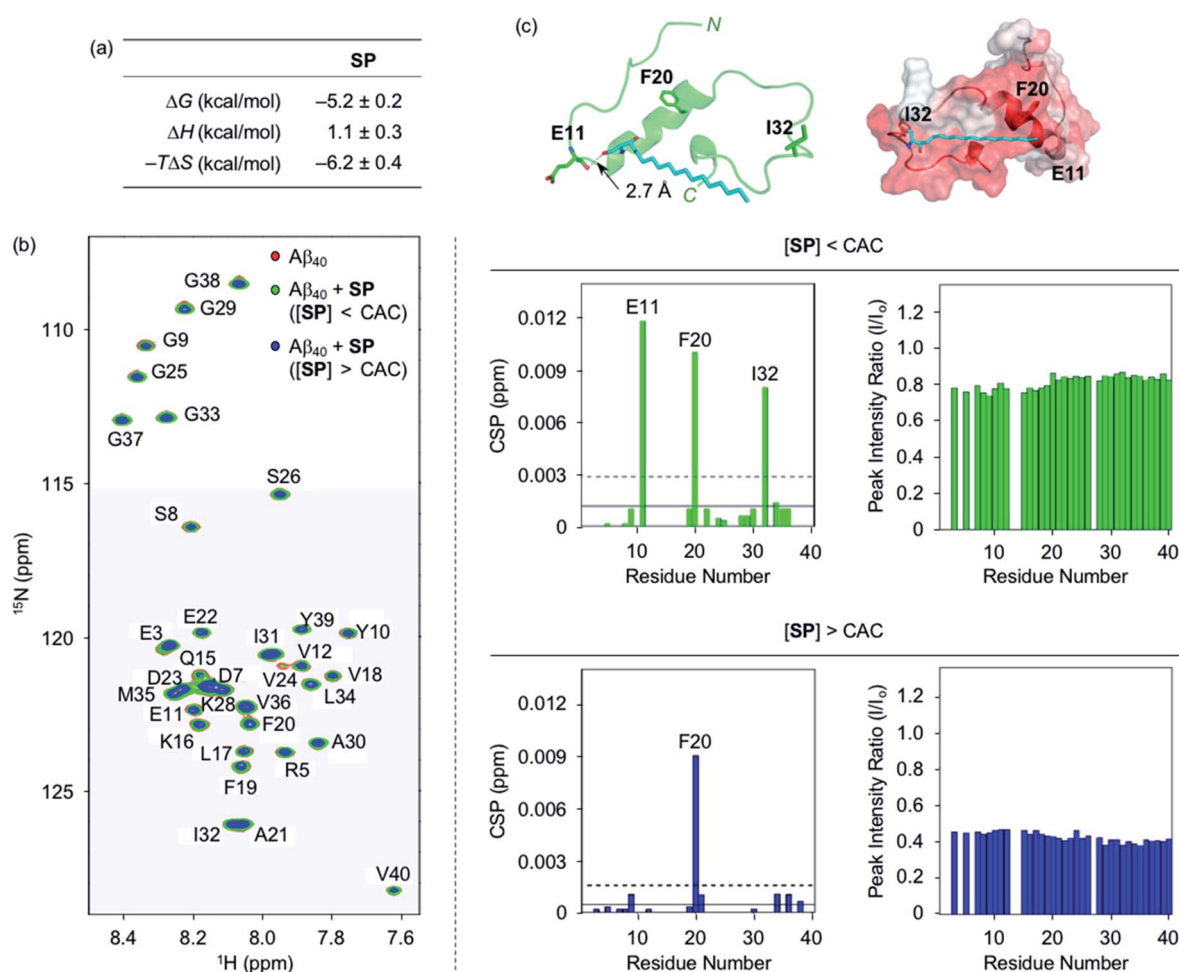 (a)
SP
ΔG (kcal/mol) –5.2 ± 0.2
ΔH (kcal/mol) 1.1 ± 0.3
–TΔS (kcal/mol) –6.2 ± 0.4
(c)
N
F20
E11
I32
2.7 Å
C
I32
F20
E11
(b)
110
115
120
125
¹⁵N (ppm)
8.4 8.2 8.0 7.8 7.6
¹H (ppm)
Aβ₄₀
Aβ₄₀ + SP
([SP] < CAC)
Aβ₄₀ + SP
([SP] > CAC)
G38
G29
G9
G25
G33
G37
S26
S8
E22
Y39
Y10
E3
I31
Q15
V12
D23
D7
V24
V18
M35
L34
K28
V36
E11
F20
K16
L17
A30
R5
F19
I32
A21
V40
[SP] < CAC
CSP (ppm)
0.012
0.009
0.006
0.003
0
E11
F20
I32
10 20 30 40
Residue Number
Peak Intensity Ratio (I/Iₒ)
1.2
1.0
0.8
0.6
0.4
0.2
0
10 20 30 40
Residue Number
[SP] > CAC
CSP (ppm)
0.012
0.009
0.006
0.003
0
F20
10 20 30 40
Residue Number
Peak Intensity Ratio (I/Iₒ)
1.2
1.0
0.8
0.6
0.4
0.2
0
10 20 30 40
Residue Number